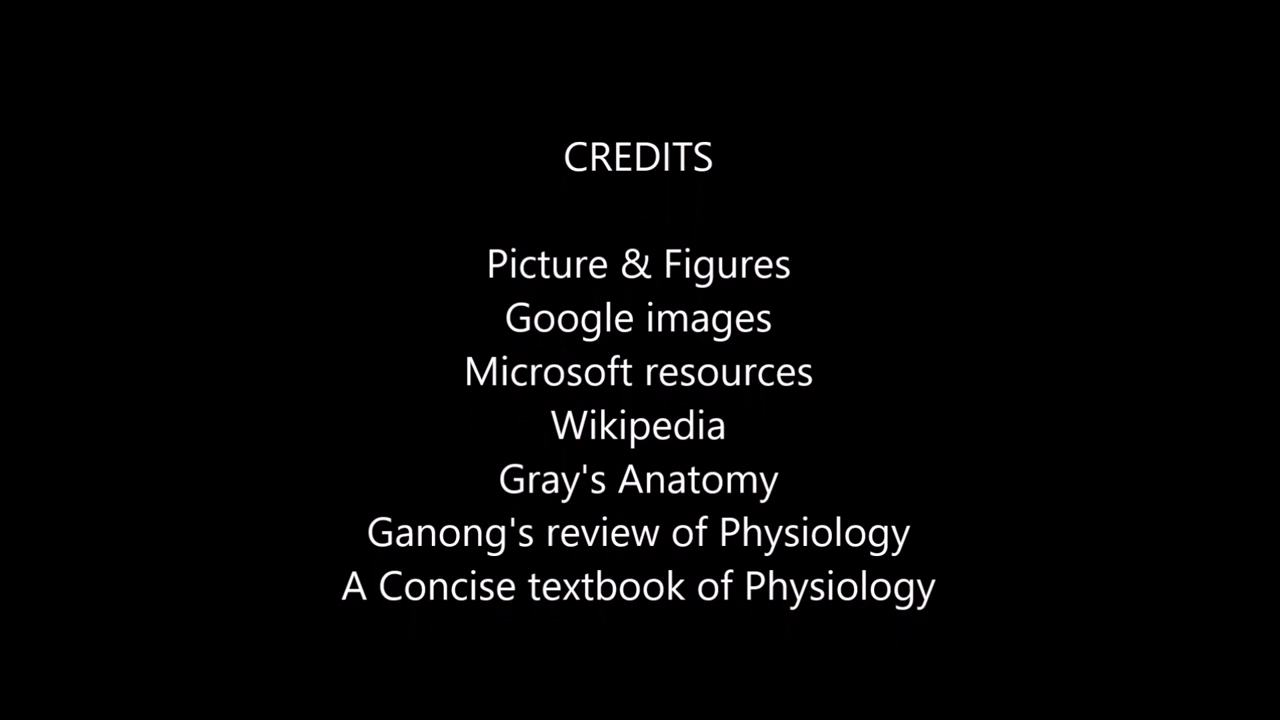 CREDITS
Picture & Figures
Google images
Microsoft resources
Wikipedia
Gray's Anatomy
Ganong's review of Physiology
A Concise textbook of Physiology